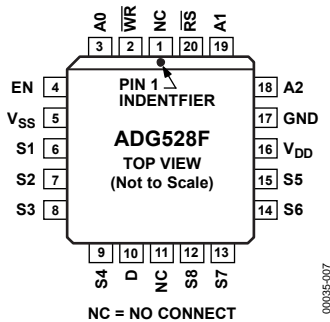 A0 WR NC RS A1
3 2 1 20 19
PIN 1
INDENTFIER
EN 4
VSS 5
S1 6
S2 7
S3 8
ADG528F
TOP VIEW
(Not to Scale)
18 A2
17 GND
16 VDD
15 S5
14 S6
9 10 11 12 13
S4 D NC S8 S7
NC = NO CONNECT
00035-007